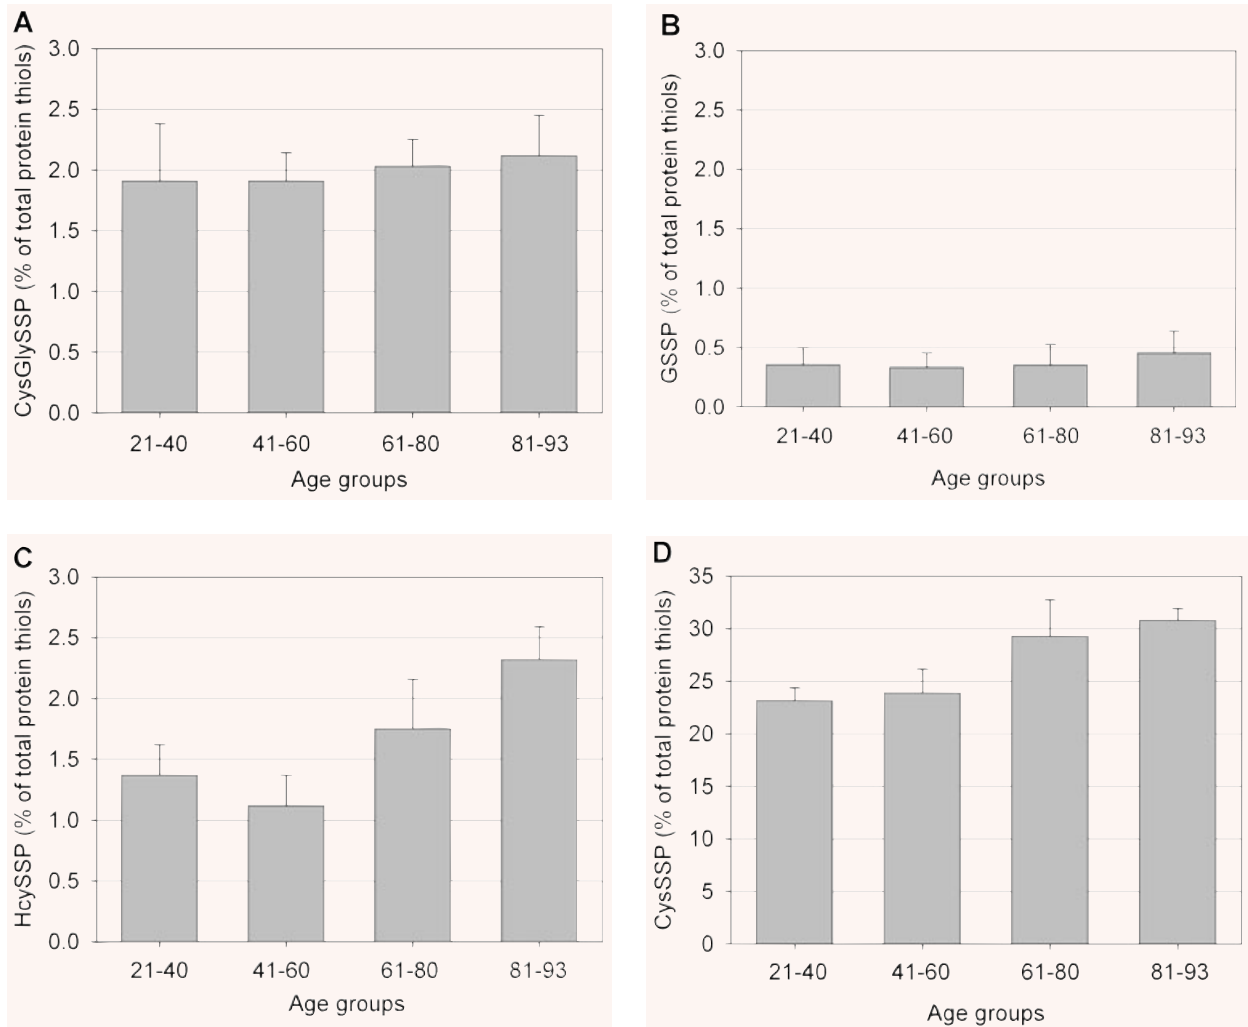 A
CysGlySSP (% of total protein thiols)
3.0
2.5
2.0
1.5
1.0
0.5
0.0
21-40 41-60 61-80 81-93
Age groups
B
GSSP (% of total protein thiols)
3.0
2.5
2.0
1.5
1.0
0.5
0.0
21-40 41-60 61-80 81-93
Age groups
C
HcySSP (% of total protein thiols)
3.0
2.5
2.0
1.5
1.0
0.5
0.0
21-40 41-60 61-80 81-93
Age groups
D
CysSSP (% of total protein thiols)
35
30
25
20
15
10
5
0
21-40 41-60 61-80 81-93
Age groups